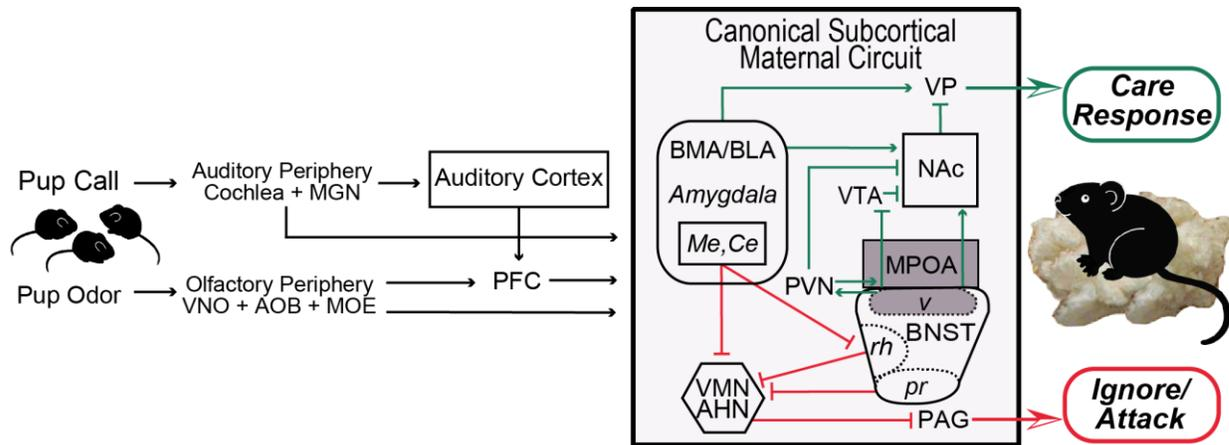 Canonical Subcortical
Maternal Circuit
Pup Call
Auditory Periphery
Cochlea + MGN
Auditory Cortex
Pup Odor
Olfactory Periphery
VNO + AOB + MOE
PFC
VP
BMA/BLA
Amygdala
Me,Ce
NAc
VTA
MPOA
PVN
v
BNST
rh
pr
VMN
AHN
PAG
Care
Response
Ignore/
Attack